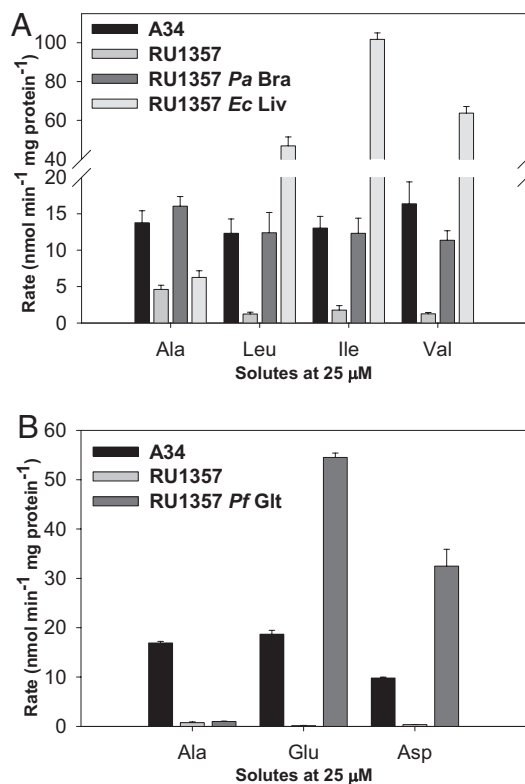 A
A34
RU1357
RU1357 Pa Bra
RU1357 Ec Liv
Rate (nmol min⁻¹ mg protein⁻¹)
100
80
60
40
20
15
10
5
0
Ala Leu Ile Val
Solutes at 25 μM
B
A34
RU1357
RU1357 Pf Glt
Rate (nmol min⁻¹ mg protein⁻¹)
60
50
40
30
20
10
0
Ala Glu Asp
Solutes at 25 μM